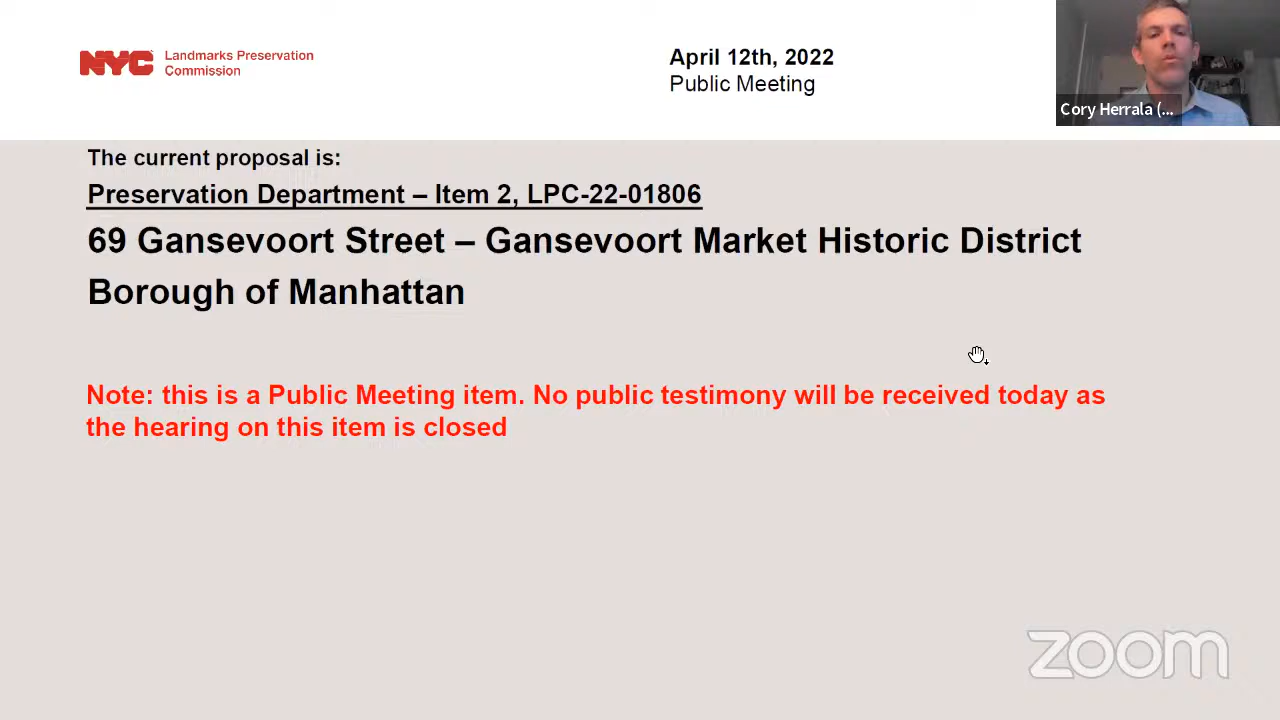 NYC
Landmarks Preservation
Commission
April 12th, 2022
Public Meeting
Cory Herrala (...
The current proposal is:
Preservation Department – Item 2, LPC-22-01806
69 Gansevoort Street – Gansevoort Market Historic District
Borough of Manhattan
Note: this is a Public Meeting item. No public testimony will be received today as
the hearing on this item is closed
zoom